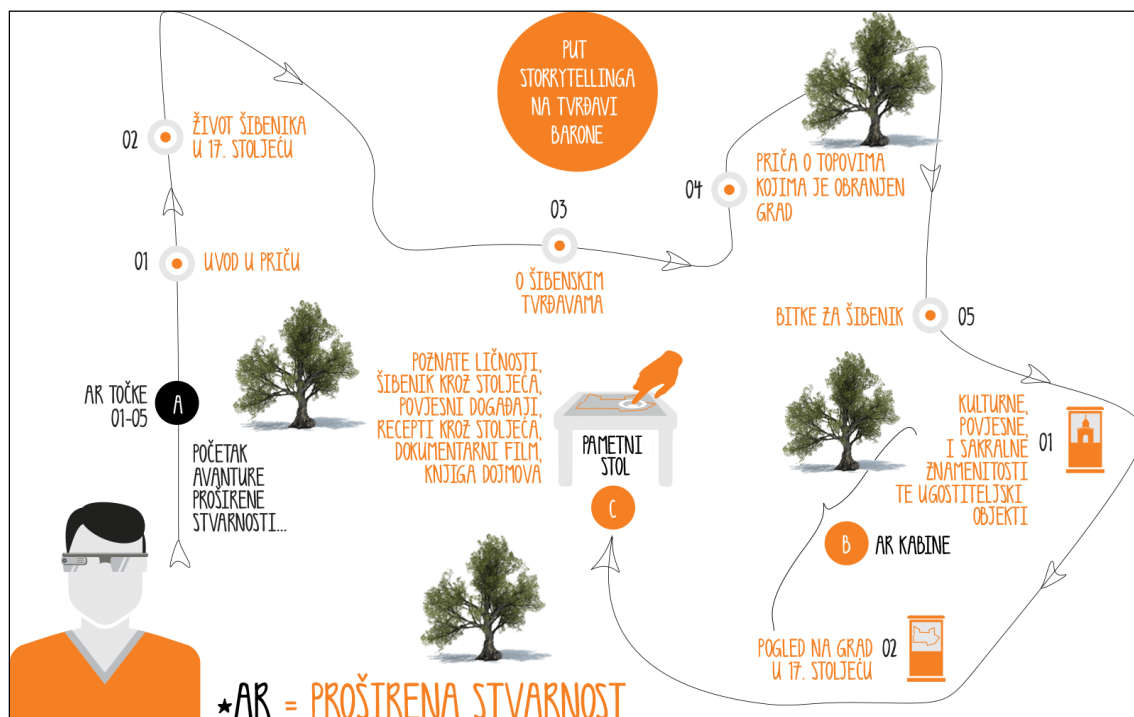 PUT
STORRYTELLINGA
NA TVRĐAVI
BARONE
02
ŽIVOT ŠIBENIKA
U 17. STOLJEĆU
01
UVOD U PRIČU
03
O ŠIBENSKIM
TVRĐAVAMA
04
PRIČA O TOPOVIMA
KOJIMA JE OBRANJEN
GRAD
BITKE ZA ŠIBENIK
05
AR TOČKE
01-05
A
POČETAK
AVANTURE
PROŠIRENE
STVARNOSTI...
POZNATE LIČNOSTI,
ŠIBENIK KROZ STOLJEĆA,
POVJESNI DOGAĐAJI,
RECEPTI KROZ STOLJEĆA,
DOKUMENTARNI FILM,
KNJIGA DOJMOVA
PAMETNI
STOL
C
KULTURNE,
POVJESNE,
I SAKRALNE
ZNAMENITOSTI
TE UGOSTITELJSKI
OBJEKTI
01
B
AR KABINE
POGLED NA GRAD
U 17. STOLJEĆU
02
★AR = PROŠTRENA STVARNOST